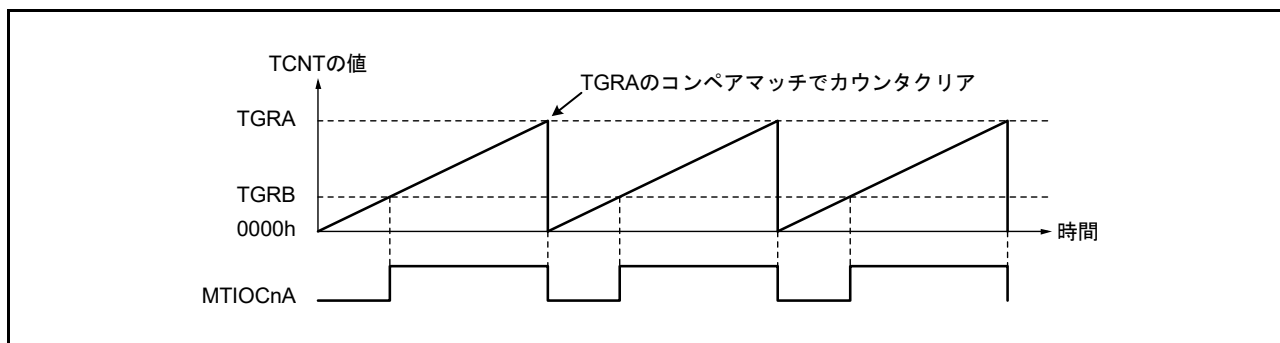 TCNTの値
TGRAのコンペアマッチでカウンタクリア
TGRA
TGRB
0000h
時間
MTIOCnA